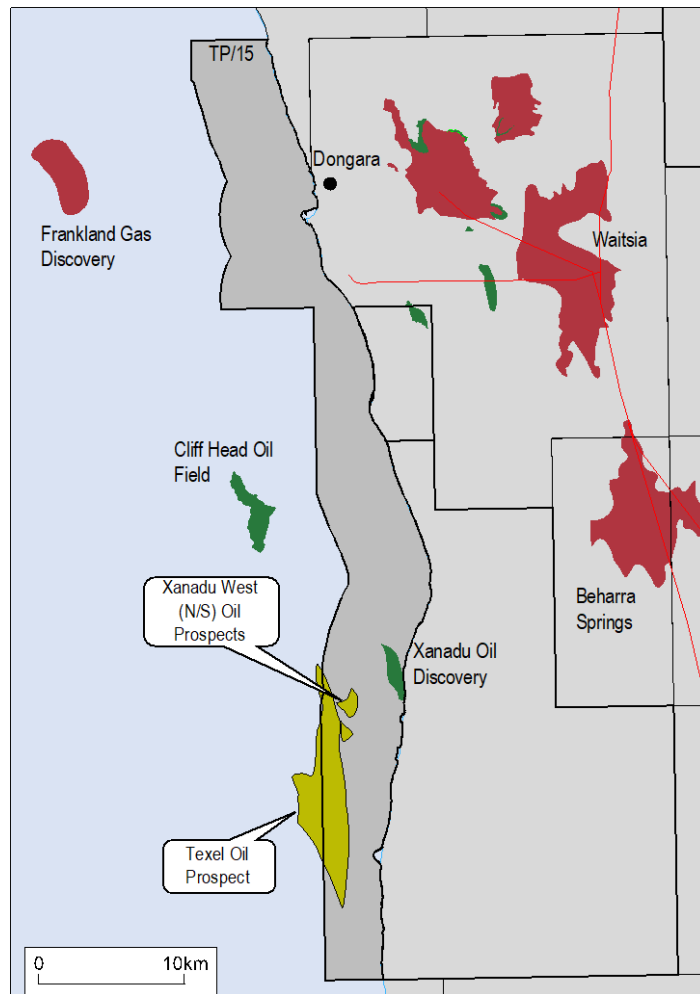 TP/15
Dongara
Frankland Gas
Discovery
Waitsia
Cliff Head Oil
Field
Xanadu West
(N/S) Oil
Prospects
Beharra
Springs
Xanadu Oil
Discovery
Texel Oil
Prospect
0 10km